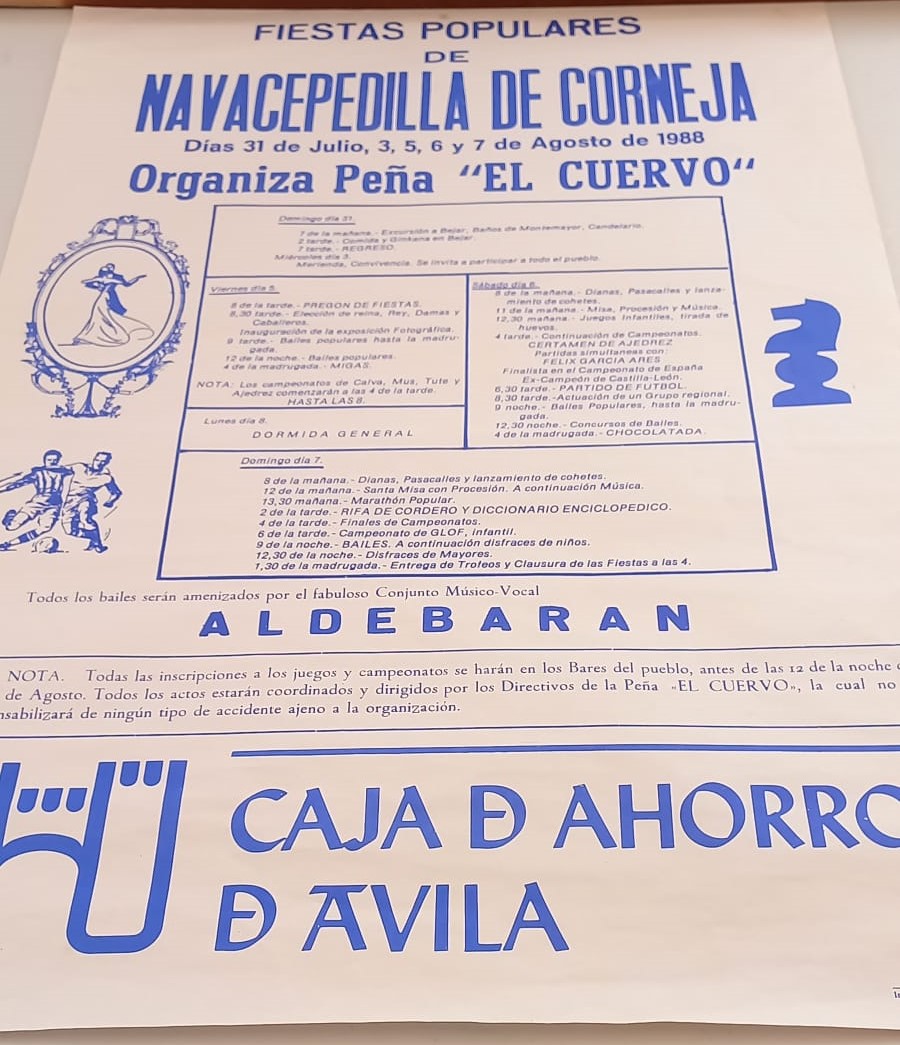 FIESTAS POPULARES
DE
NAVACEPEDILLA DE CORNEJA
Días 31 de Julio, 3, 5, 6 y 7 de Agosto de 1988
Organiza Peña “EL CUERVO“
Domingo día 31.
7 de la mañana.- Excursión a Bejar, Baños de Montemayor, Candelario.
2 tarde.- Comida y Ginkana en Bejar.
7 tarde.- REGRESO.
Miércoles día 3.
Merienda, Convivencia. Se invita a participar a todo el pueblo.
Viernes día 5.
8 de la tarde.- PREGON DE FIESTAS.
8,30 tarde.- Elección de reina, Rey, Damas y
Caballeros.
Inauguración de la exposición Fotográfica.
9 tarde.- Bailes populares hasta la madru-
gada.
12 de la noche.- Bailes populares.
4 de la madrugada.- MIGAS.
NOTA: Los campeonatos de Calva, Mus, Tute y
Ajedrez comenzarán a las 4 de la tarde.
HASTA LAS 8.
Lunes día 8.
DORMIDA GENERAL
Sábado día 6.
8 de la mañana.- Dianas, Pasacalles y lanza-
miento de cohetes.
11 de la mañana.- Misa, Procesión y Música.
12,30 mañana.- Juegos Infantiles, tirada de
huevos.
4 tarde.- Continuación de Campeonatos.
CERTAMEN DE AJEDREZ
Partidas simultaneas con:
FELIX GARCIA ARES
Finalista en el Campeonato de España
Ex-Campeón de Castilla-León.
6,30 tarde.- PARTIDO DE FUTBOL.
8,30 tarde.-Actuación de un Grupo regional.
9 noche.- Bailes Populares, hasta la madru-
gada.
12,30 noche.- Concursos de Bailes.
4 de la madrugada.- CHOCOLATADA.
Domingo día 7.
8 de la mañana.- Dianas, Pasacalles y lanzamiento de cohetes.
12 de la mañana.- Santa Misa con Procesión. A continuación Música.
13,30 mañana.- Marathón Popular.
2 de la tarde.- RIFA DE CORDERO Y DICCIONARIO ENCICLOPEDICO.
4 de la tarde.- Finales de Campeonatos.
6 de la tarde.- Campeonato de GLOF, infantil.
9 de la noche.- BAILES. A continuación disfraces de niños.
12,30 de la noche.- Disfraces de Mayores.
1,30 de la madrugada.- Entrega de Trofeos y Clausura de las Fiestas a las 4.
Todos los bailes serán amenizados por el fabuloso Conjunto Músico-Vocal
ALDEBARAN
NOTA. Todas las inscripciones a los juegos y campeonatos se harán en los Bares del pueblo, antes de las 12 de la noche
de Agosto. Todos los actos estarán coordinados y dirigidos por los Directivos de la Peña «EL CUERVO», la cual no
nsabilizará de ningún tipo de accidente ajeno a la organización.
CAJA D AHORRO
D AVILA